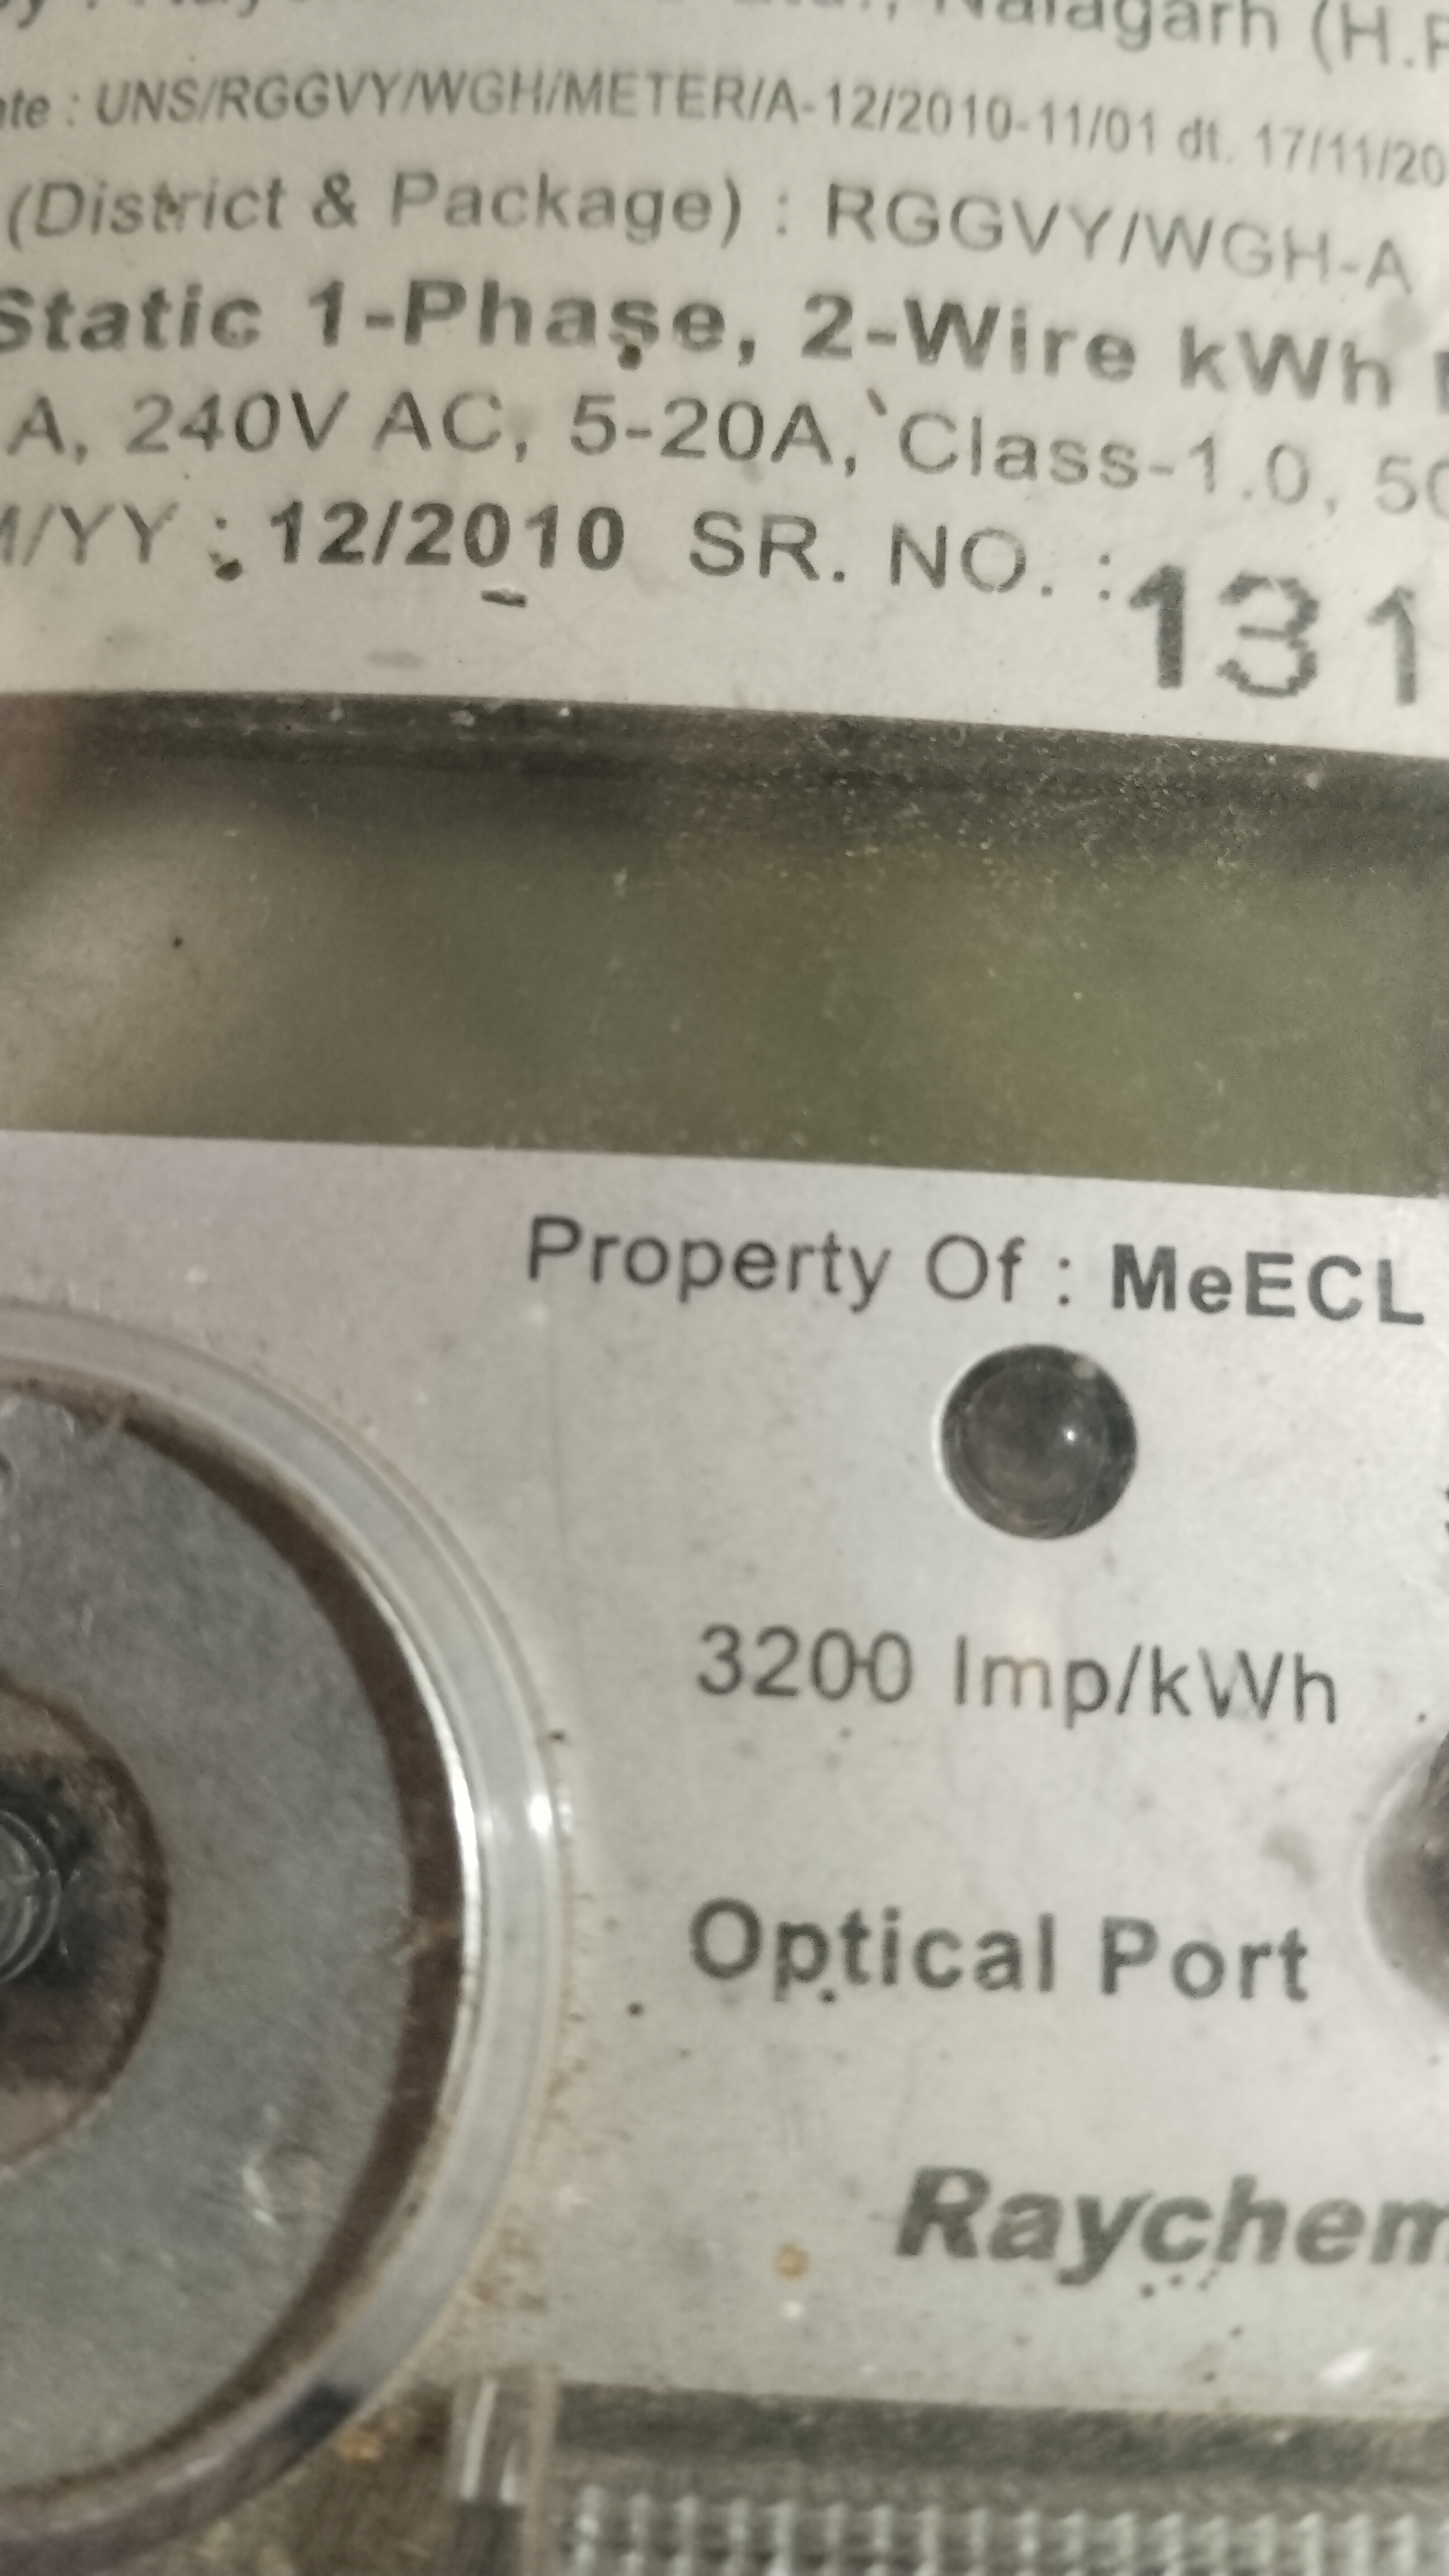 Nalagarh (H.P
ate : UNS/RGGVY/WGH/METER/A-12/2010-11/01 dt. 17/11/20
(District & Package) : RGGVY/WGH-A
Static 1-Phase, 2-Wire kWh
A, 240V AC, 5-20A, Class-1.0, 50
M/YY : 12/2010 SR. NO. : 131
Property Of : MeECL
3200 Imp/kWh
Optical Port
Raychem